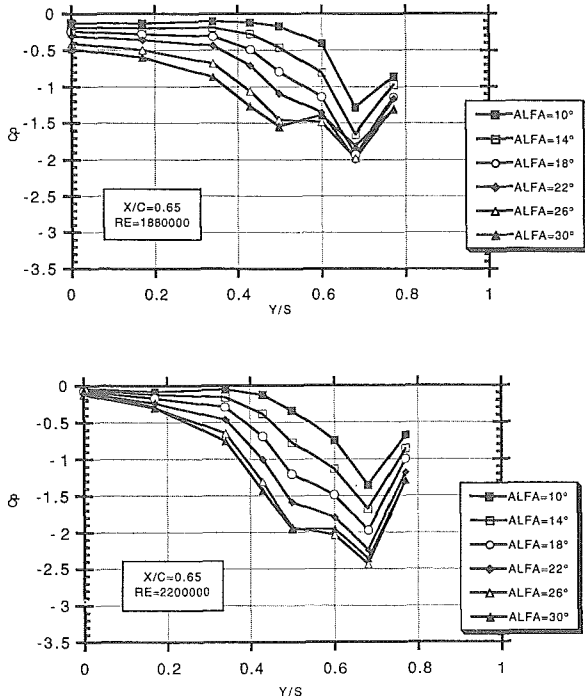 0
-0.5
-1
-1.5
-2
-2.5
-3
-3.5
Cp
X/C=0.65
RE=1880000
0
0.2
0.4
0.6
0.8
1
Y/S
ALFA=10°
ALFA=14°
ALFA=18°
ALFA=22°
ALFA=26°
ALFA=30°
0
-0.5
-1
-1.5
-2
-2.5
-3
-3.5
Cp
X/C=0.65
RE=2200000
0
0.2
0.4
0.6
0.8
1
Y/S
ALFA=10°
ALFA=14°
ALFA=18°
ALFA=22°
ALFA=26°
ALFA=30°